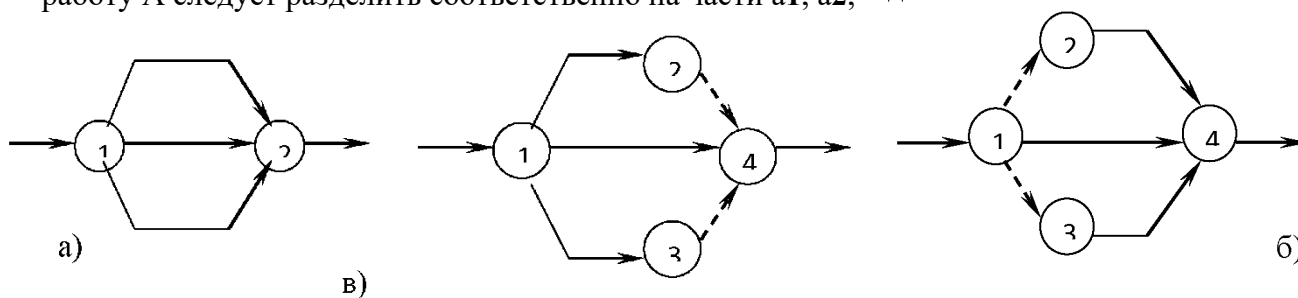 работу А следует разделить соответственно на части а1, а2,
2 2
1 2 1 4 1 4
3 3
а) б)
в)